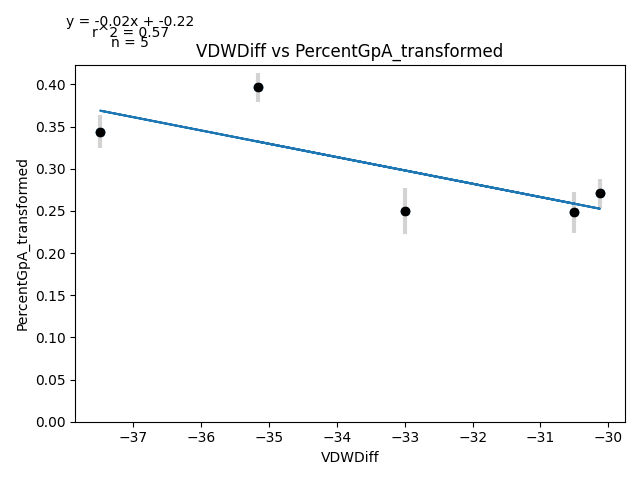 y = -0.02x + -0.22
r^2 = 0.57
n = 5
VDWDiff vs PercentGpA_transformed
PercentGpA_transformed
0.40
0.35
0.30
0.25
0.20
0.15
0.10
0.05
0.00
−37
−36
−35
−34
−33
−32
−31
−30
VDWDiff